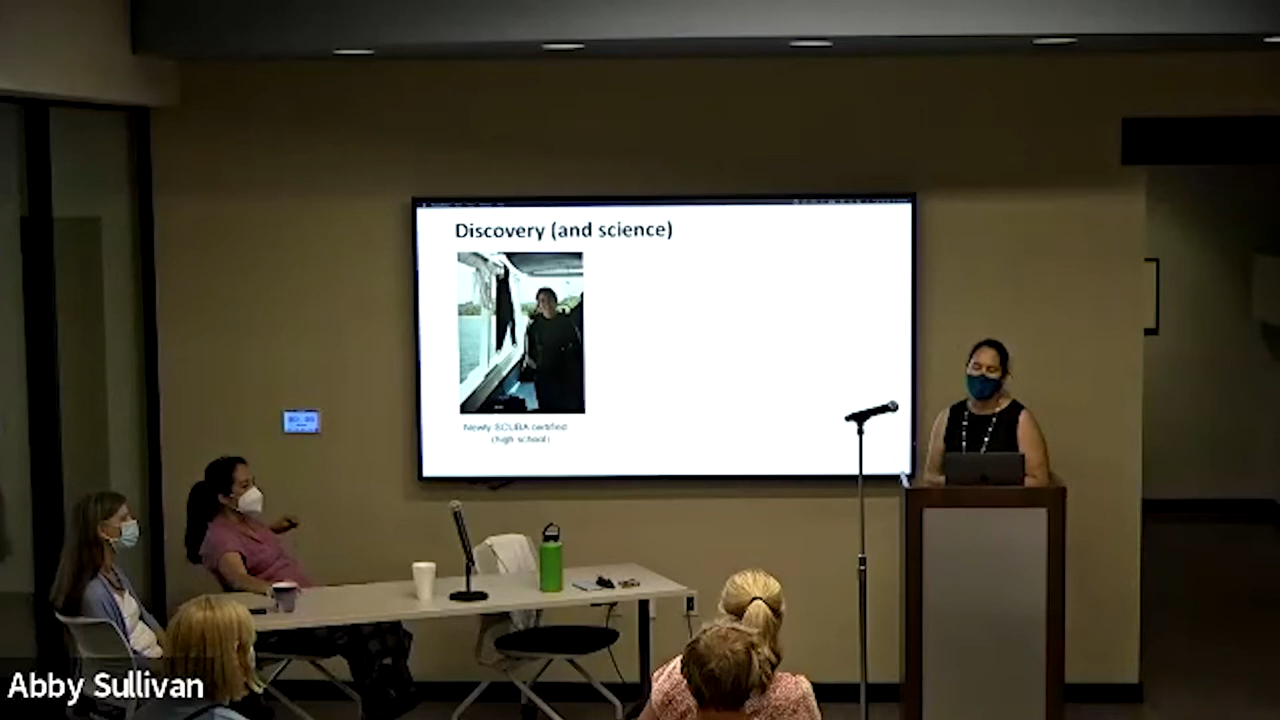 Discovery (and science)
Newly SCUBA certified
(high school)
Abby Sullivan